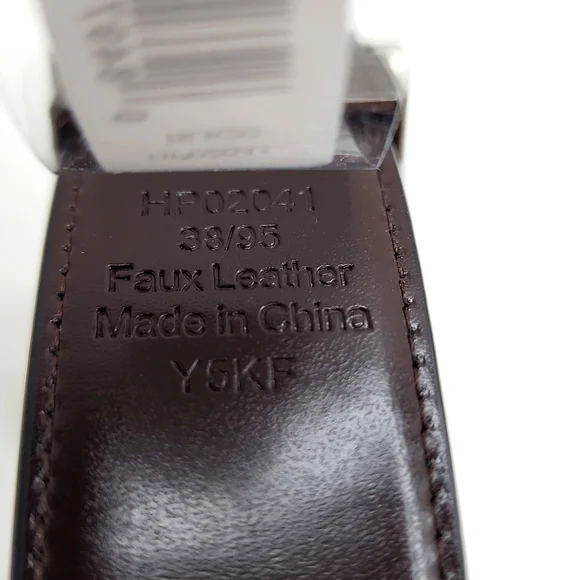 HP02041
38/95
Faux Leather
Made in China
Y5KF